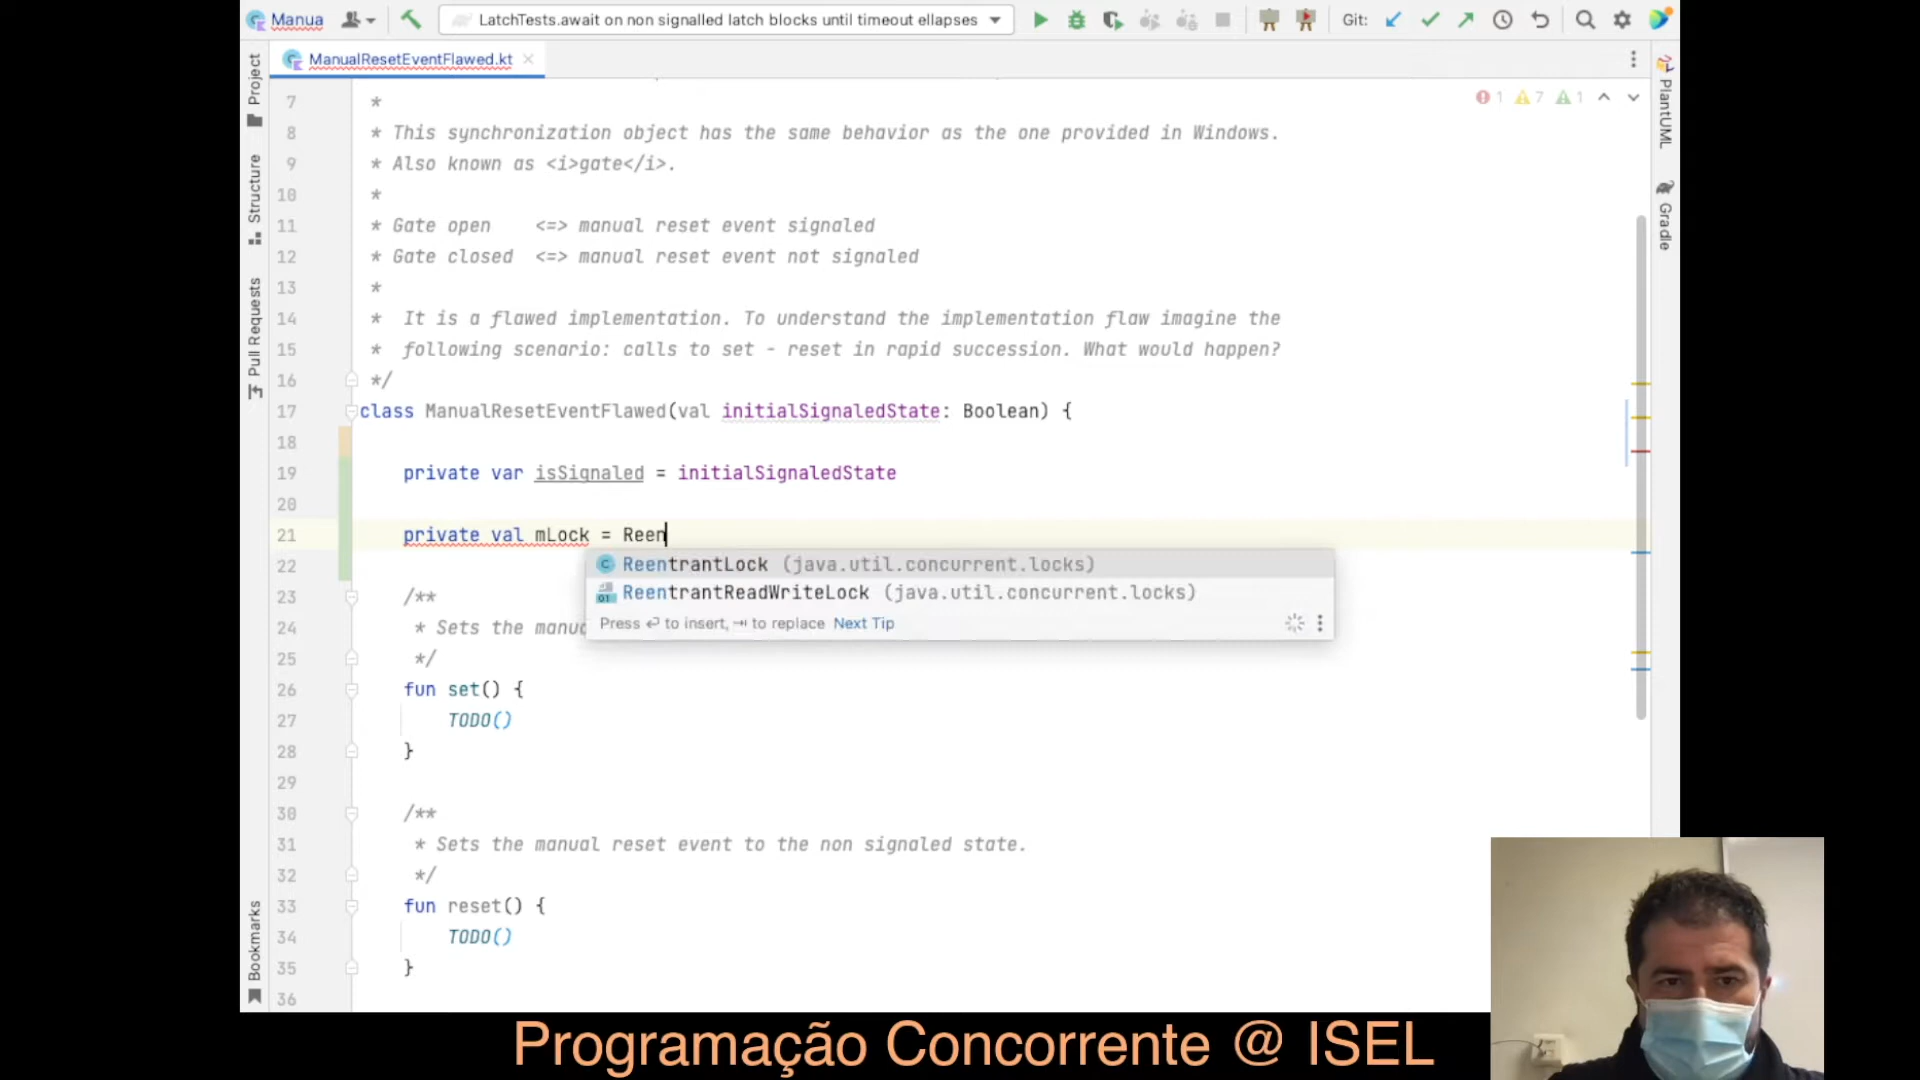 Manua
LatchTests.await on non signalled latch blocks until timeout ellapses
Git:
ManualResetEventFlawed.kt
Project
Structure
Pull Requests
Bookmarks
PlantUML
Gradle
1 7 1
7 *
8 * This synchronization object has the same behavior as the one provided in Windows.
9 * Also known as <i>gate</i>.
10 *
11 * Gate open <=> manual reset event signaled
12 * Gate closed <=> manual reset event not signaled
13 *
14 * It is a flawed implementation. To understand the implementation flaw imagine the
15 * following scenario: calls to set - reset in rapid succession. What would happen?
16 */
17 class ManualResetEventFlawed(val initialSignaledState: Boolean) {
18
19 private var isSignaled = initialSignaledState
20
21 private val mLock = Reen
ReentrantLock (java.util.concurrent.locks)
ReentrantReadWriteLock (java.util.concurrent.locks)
Press ↩ to insert, ⇥ to replace Next Tip
22
23 /**
24 * Sets the manu
25 */
26 fun set() {
27 TODO()
28 }
29
30 /**
31 * Sets the manual reset event to the non signaled state.
32 */
33 fun reset() {
34 TODO()
35 }
36
Programação Concorrente @ ISEL